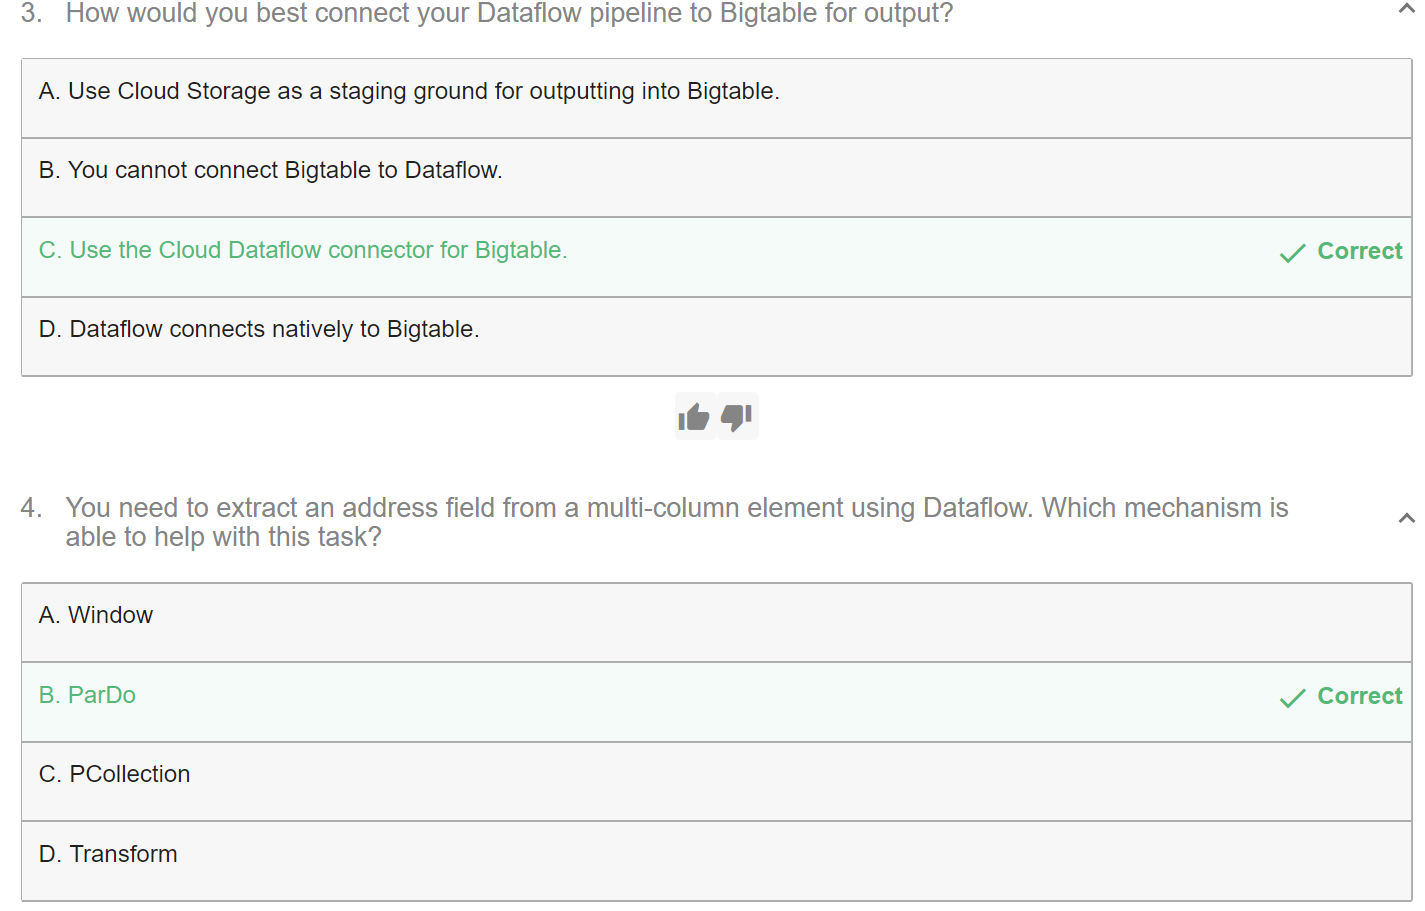 3. How would you best connect your Dataflow pipeline to Bigtable for output?
A. Use Cloud Storage as a staging ground for outputting into Bigtable.
B. You cannot connect Bigtable to Dataflow.
C. Use the Cloud Dataflow connector for Bigtable.
Correct
D. Dataflow connects natively to Bigtable.
4. You need to extract an address field from a multi-column element using Dataflow. Which mechanism is
able to help with this task?
A. Window
B. ParDo
Correct
C. PCollection
D. Transform